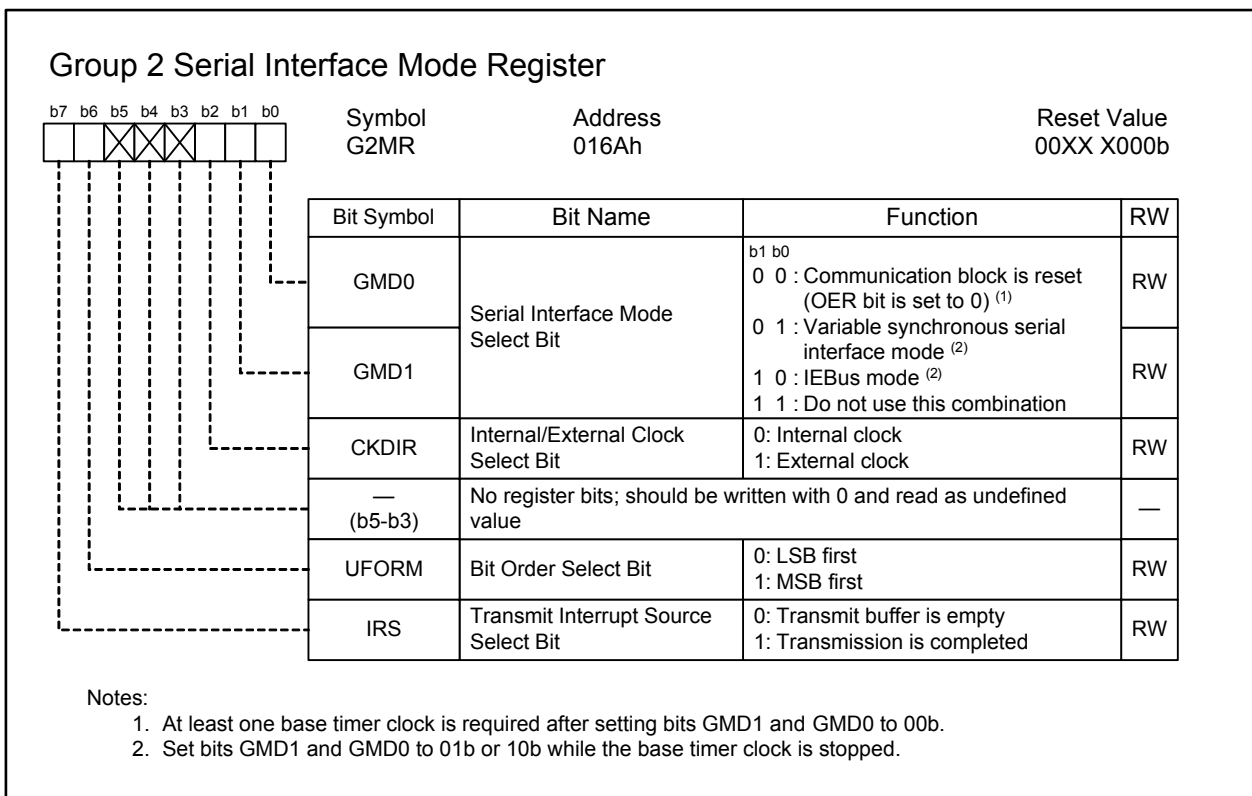 Group 2 Serial Interface Mode Register
b7 b6 b5 b4 b3 b2 b1 b0
Symbol Address Reset Value
G2MR 016Ah 00XX X000b
Bit Symbol Bit Name Function RW
GMD0
GMD1
Serial Interface Mode
Select Bit
b1 b0
0 0 : Communication block is reset
(OER bit is set to 0) (1)
0 1 : Variable synchronous serial
interface mode (2)
1 0 : IEBus mode (2)
1 1 : Do not use this combination
RW
RW
CKDIR
Internal/External Clock
Select Bit
0: Internal clock
1: External clock
RW
—
(b5-b3)
No register bits; should be written with 0 and read as undefined
value
—
UFORM
Bit Order Select Bit
0: LSB first
1: MSB first
RW
IRS
Transmit Interrupt Source
Select Bit
0: Transmit buffer is empty
1: Transmission is completed
RW
Notes:
1. At least one base timer clock is required after setting bits GMD1 and GMD0 to 00b.
2. Set bits GMD1 and GMD0 to 01b or 10b while the base timer clock is stopped.